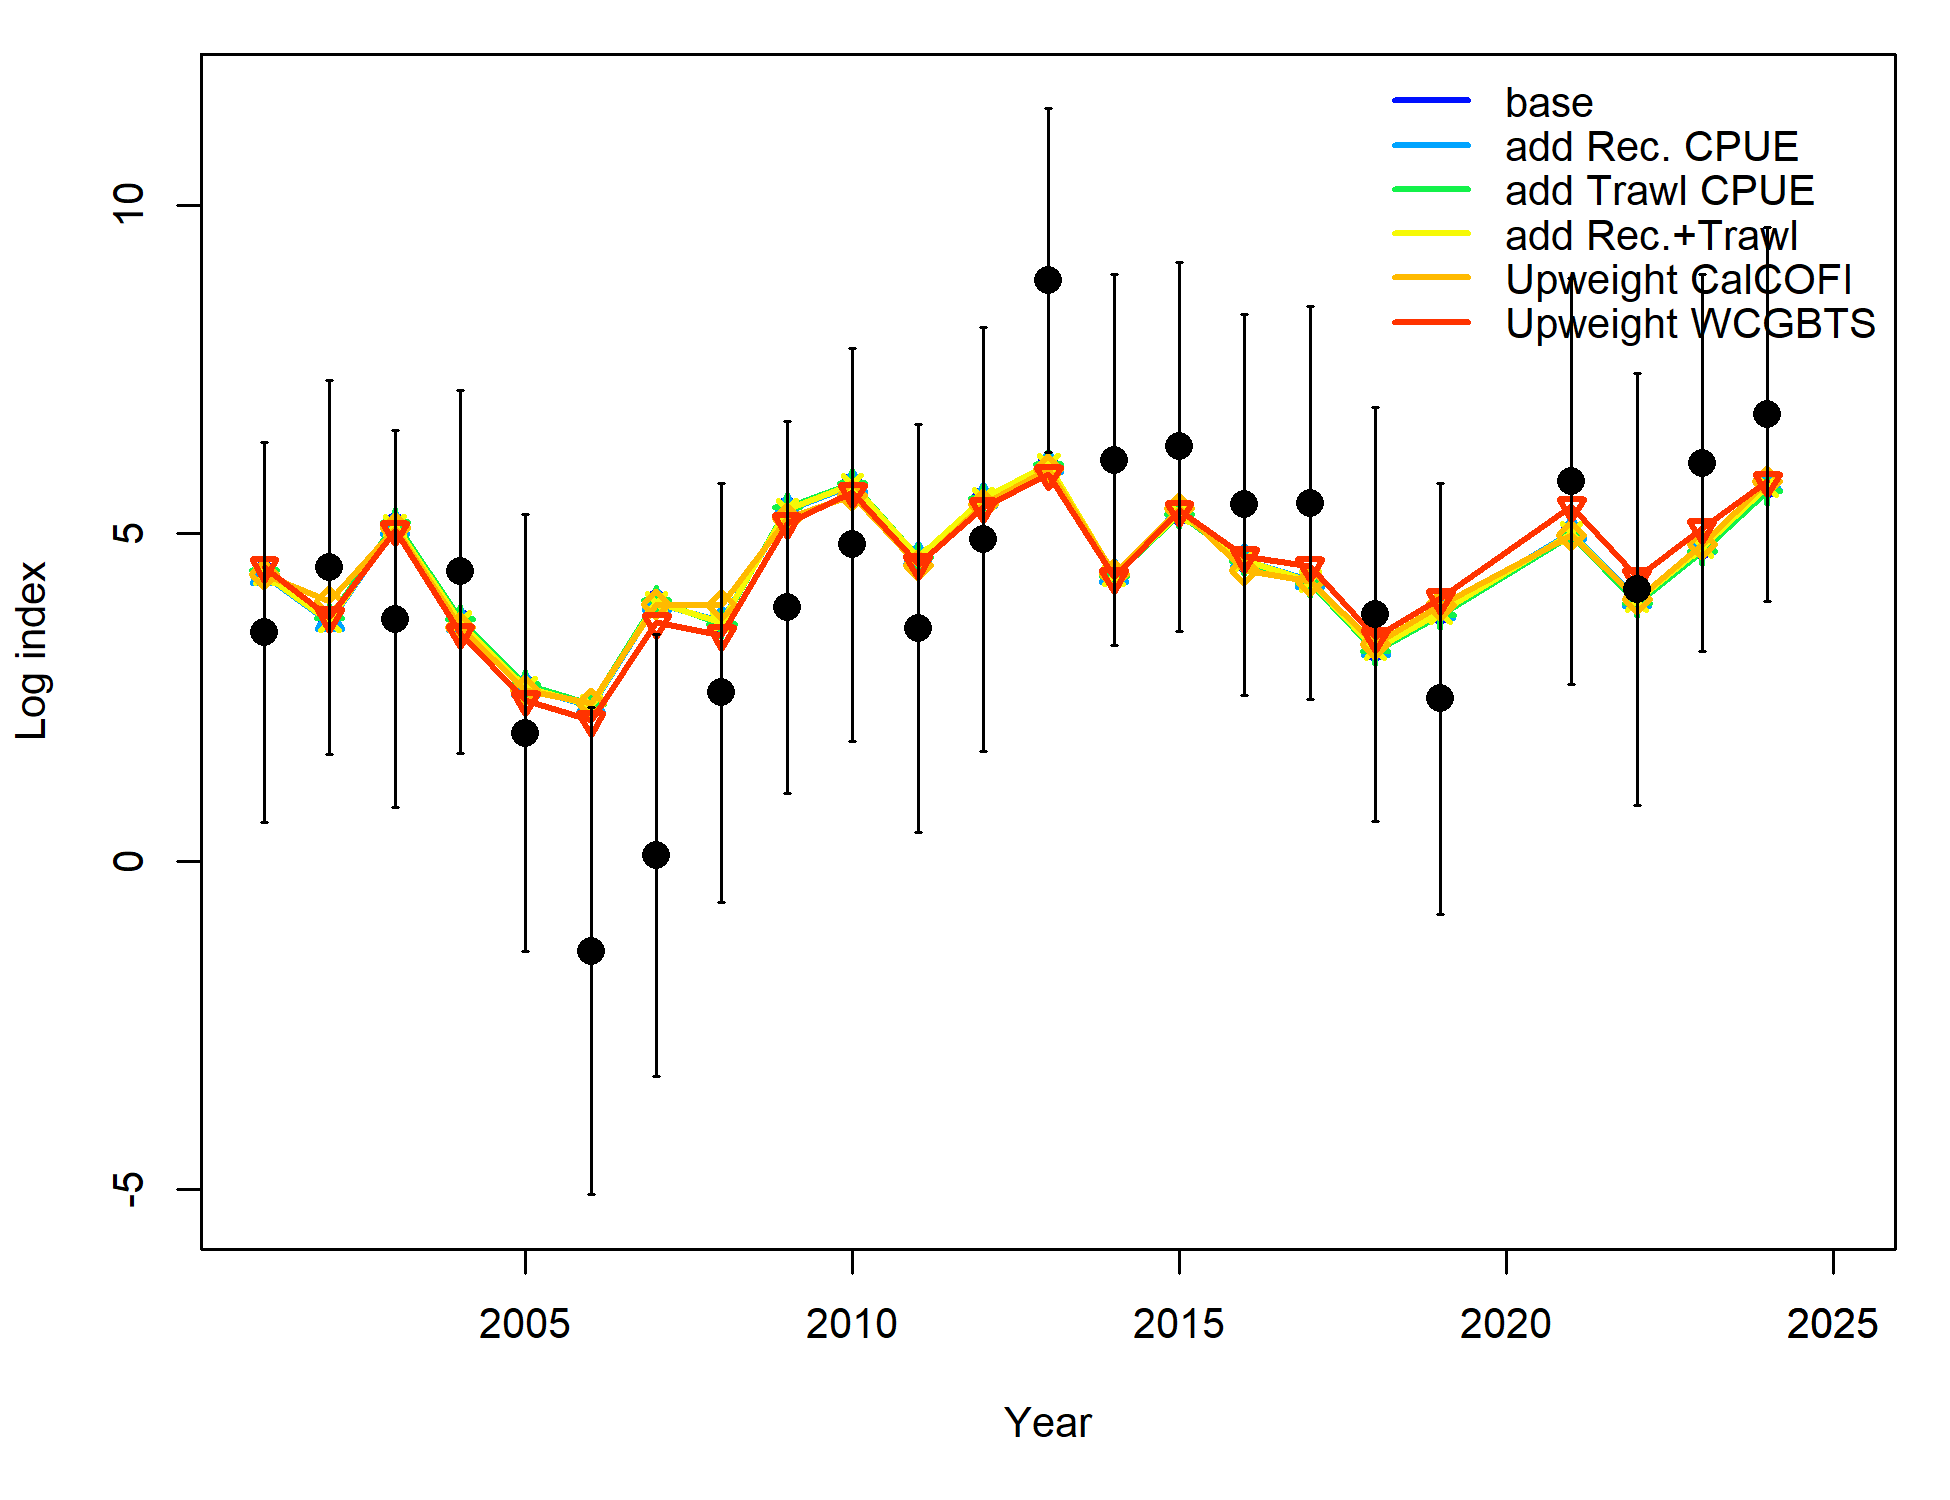 base
add Rec. CPUE
add Trawl CPUE
add Rec.+Trawl
Upweight CalCOFI
Upweight WCGBTS
10
5
0
-5
Log index
2005 2010 2015 2020 2025
Year